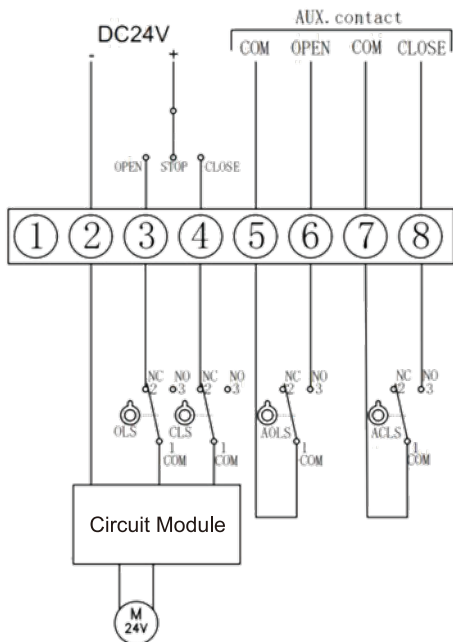 AUX. contact
DC24V
COM OPEN COM CLOSE
- +
OPEN STOP CLOSE
1 2 3 4 5 6 7 8
NC NO NC NO NC NO NC NO
2 3 2 3 2 3 2 3
OLS CLS AOLS ACLS
1 1 1 1
COM COM COM COM
Circuit Module
M
24V